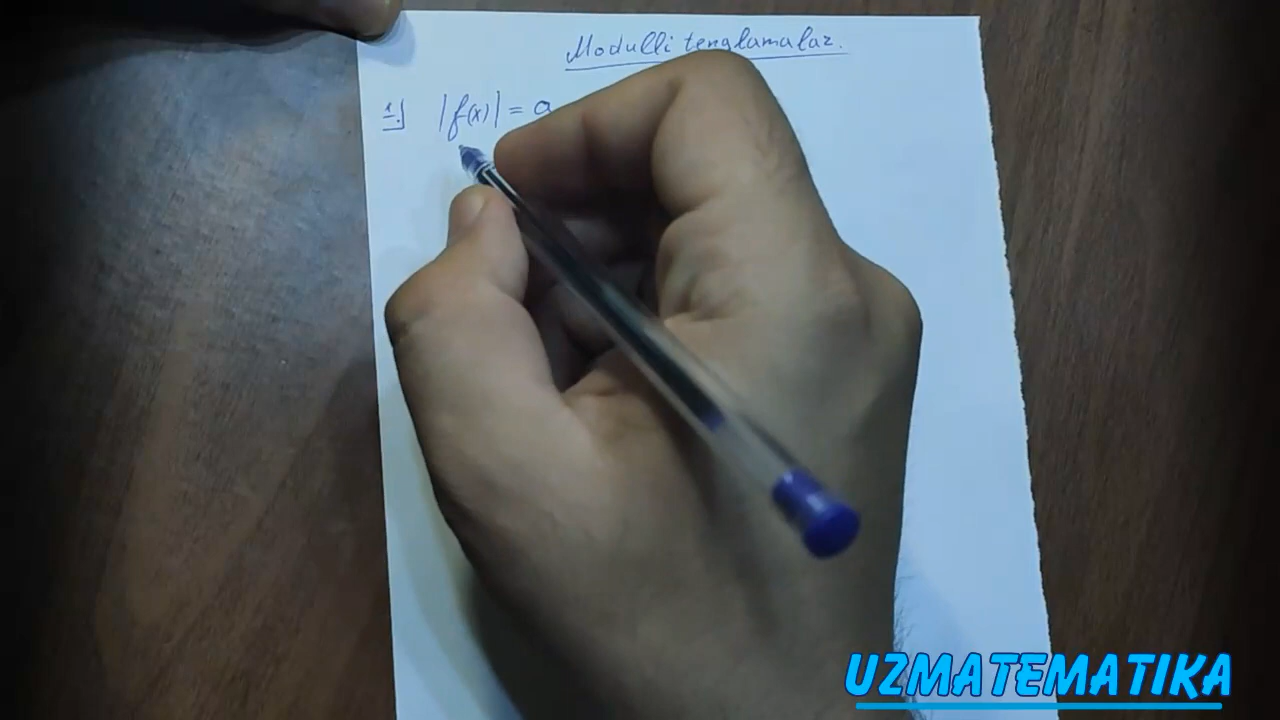 Modulli tenglamalar.
1.) |f(x)| = a
UZMATEMATIKA